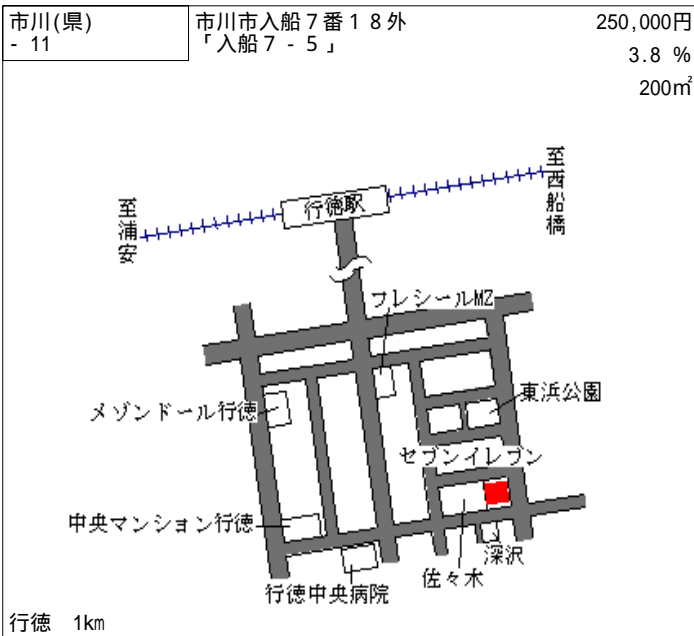 市川(県)
- 11
市川市入船７番１８外
「入船７-５」
250,000円
3.8 %
200㎡
至西船橋
至浦安
行徳駅
フレシールMZ
メゾンドール行徳
東浜公園
セブンイレブン
中央マンション行徳
深沢
佐々木
行徳中央病院
行徳 1km